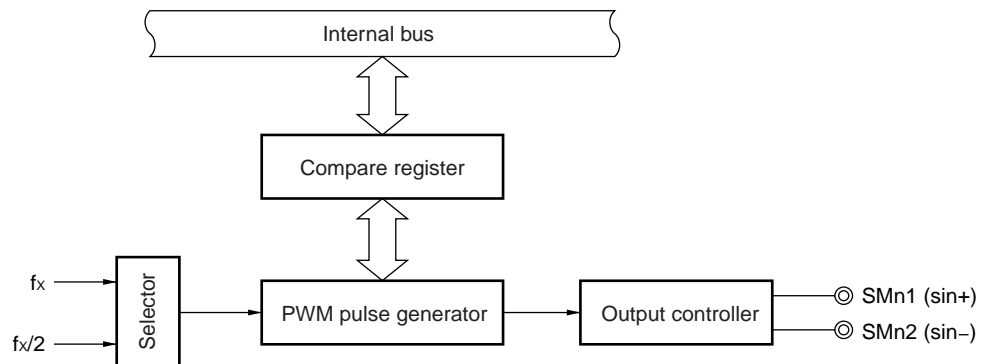 Internal bus
Compare register
fX
fX/2
Selector
PWM pulse generator
Output controller
SMn1 (sin+)
SMn2 (sin−)